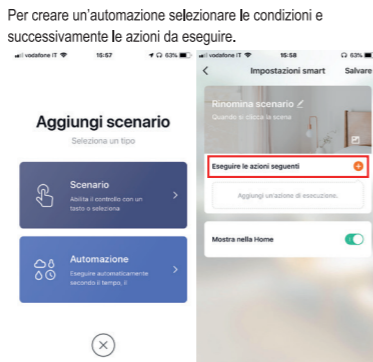 Per creare un'automazione selezionare le condizioni e
successivamente le azioni da eseguire.
vodafone IT 15:57 63%
Aggiungi scenario
Seleziona un tipo
Scenario
Abilita il controllo con un
tasto o seleziona
Automazione
Eseguire automaticamente
secondo il tempo, il
vodafone IT 15:58 63%
Impostazioni smart Salvare
Rinomina scenario
Quando si clicca la scena
Eseguire le azioni seguenti
Aggiungi un'azione di esecuzione.
Mostra nella Home